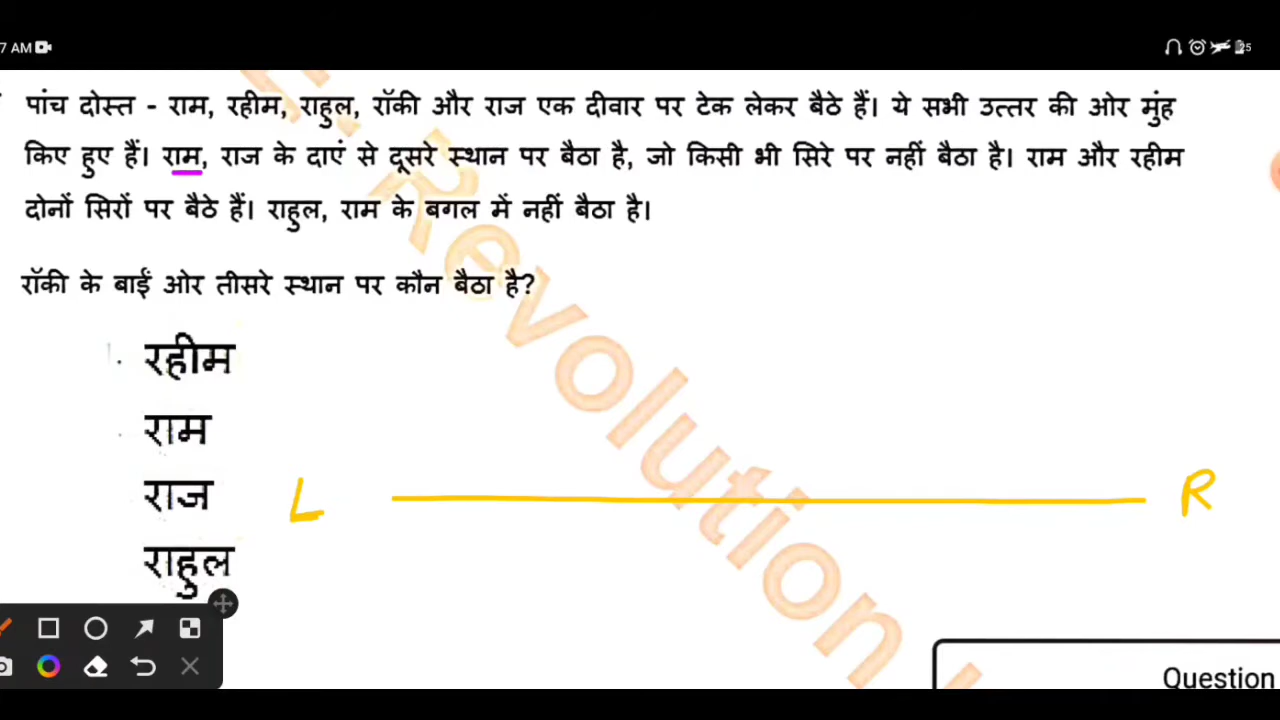 7 AM
25
पांच दोस्त - राम, रहीम, राहुल, रॉकी और राज एक दीवार पर टेक लेकर बैठे हैं। ये सभी उत्तर की ओर मुंह
किए हुए हैं। राम, राज के दाएं से दूसरे स्थान पर बैठा है, जो किसी भी सिरे पर नहीं बैठा है। राम और रहीम
दोनों सिरों पर बैठे हैं। राहुल, राम के बगल में नहीं बैठा है।
रॉकी के बाईं ओर तीसरे स्थान पर कौन बैठा है?
रहीम
राम
राज
राहुल
L R
Revolution
Question